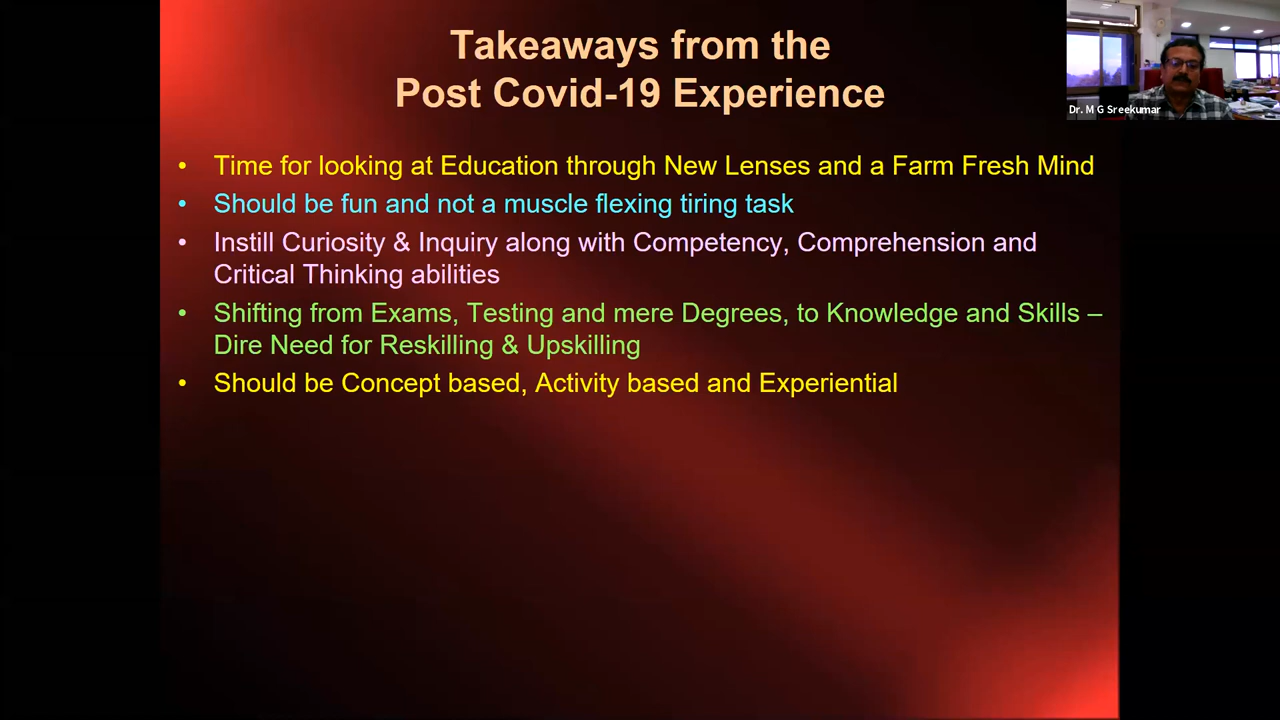 Takeaways from the
Post Covid-19 Experience
Dr. M G Sreekumar
• Time for looking at Education through New Lenses and a Farm Fresh Mind
• Should be fun and not a muscle flexing tiring task
• Instill Curiosity & Inquiry along with Competency, Comprehension and
Critical Thinking abilities
• Shifting from Exams, Testing and mere Degrees, to Knowledge and Skills –
Dire Need for Reskilling & Upskilling
• Should be Concept based, Activity based and Experiential